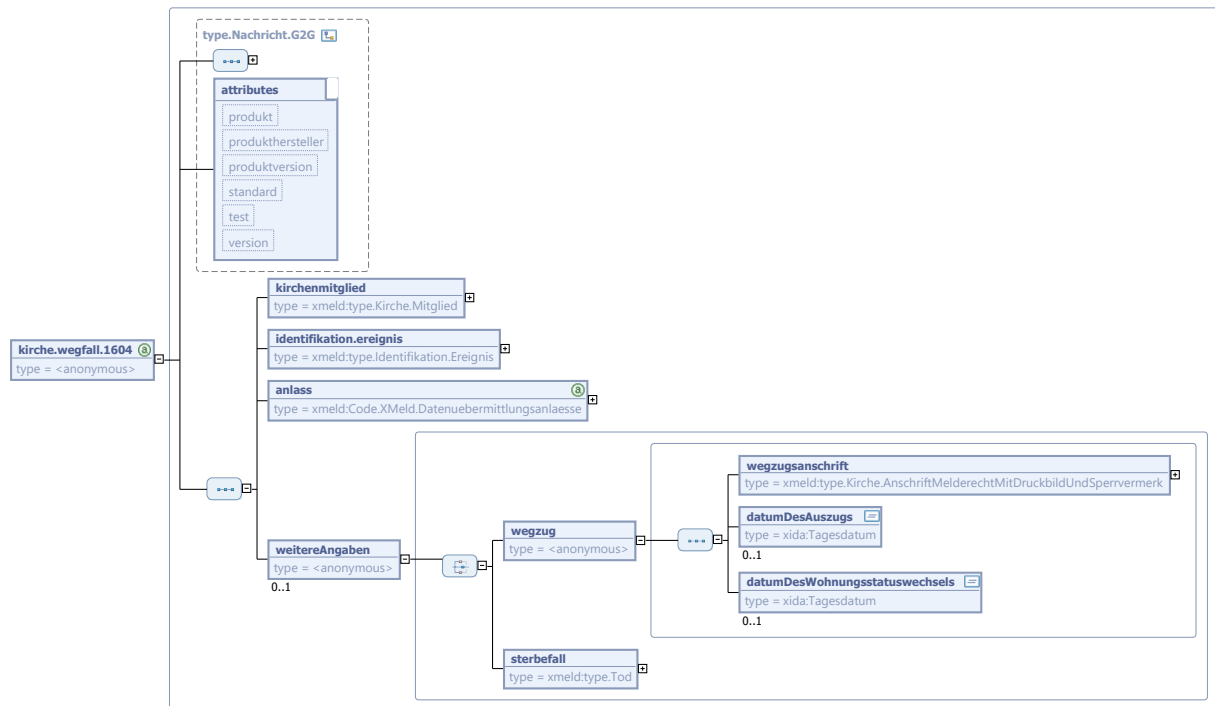 type.Nachricht.G2G
attributes
produkt
produkthersteller
produktversion
standard
test
version
kirchenmitglied
type = xmeld:type.Kirche.Mitglied
identifikation.ereignis
type = xmeld:type.Identifikation.Ereignis
kirche.wegfall.1604 a
type = <anonymous>
anlass a
type = xmeld:Code.XMeld.Datenuebermittlungsanlaesse
wegzugsanschrift
type = xmeld:type.Kirche.AnschriftMelderechtMitDruckbildUndSperrvermerk
datumDesAuszugs
type = xida:Tagesdatum
0..1
wegzug
type = <anonymous>
weitereAngaben
type = <anonymous>
0..1
datumDesWohnungsstatuswechsels
type = xida:Tagesdatum
0..1
sterbefall
type = xmeld:type.Tod